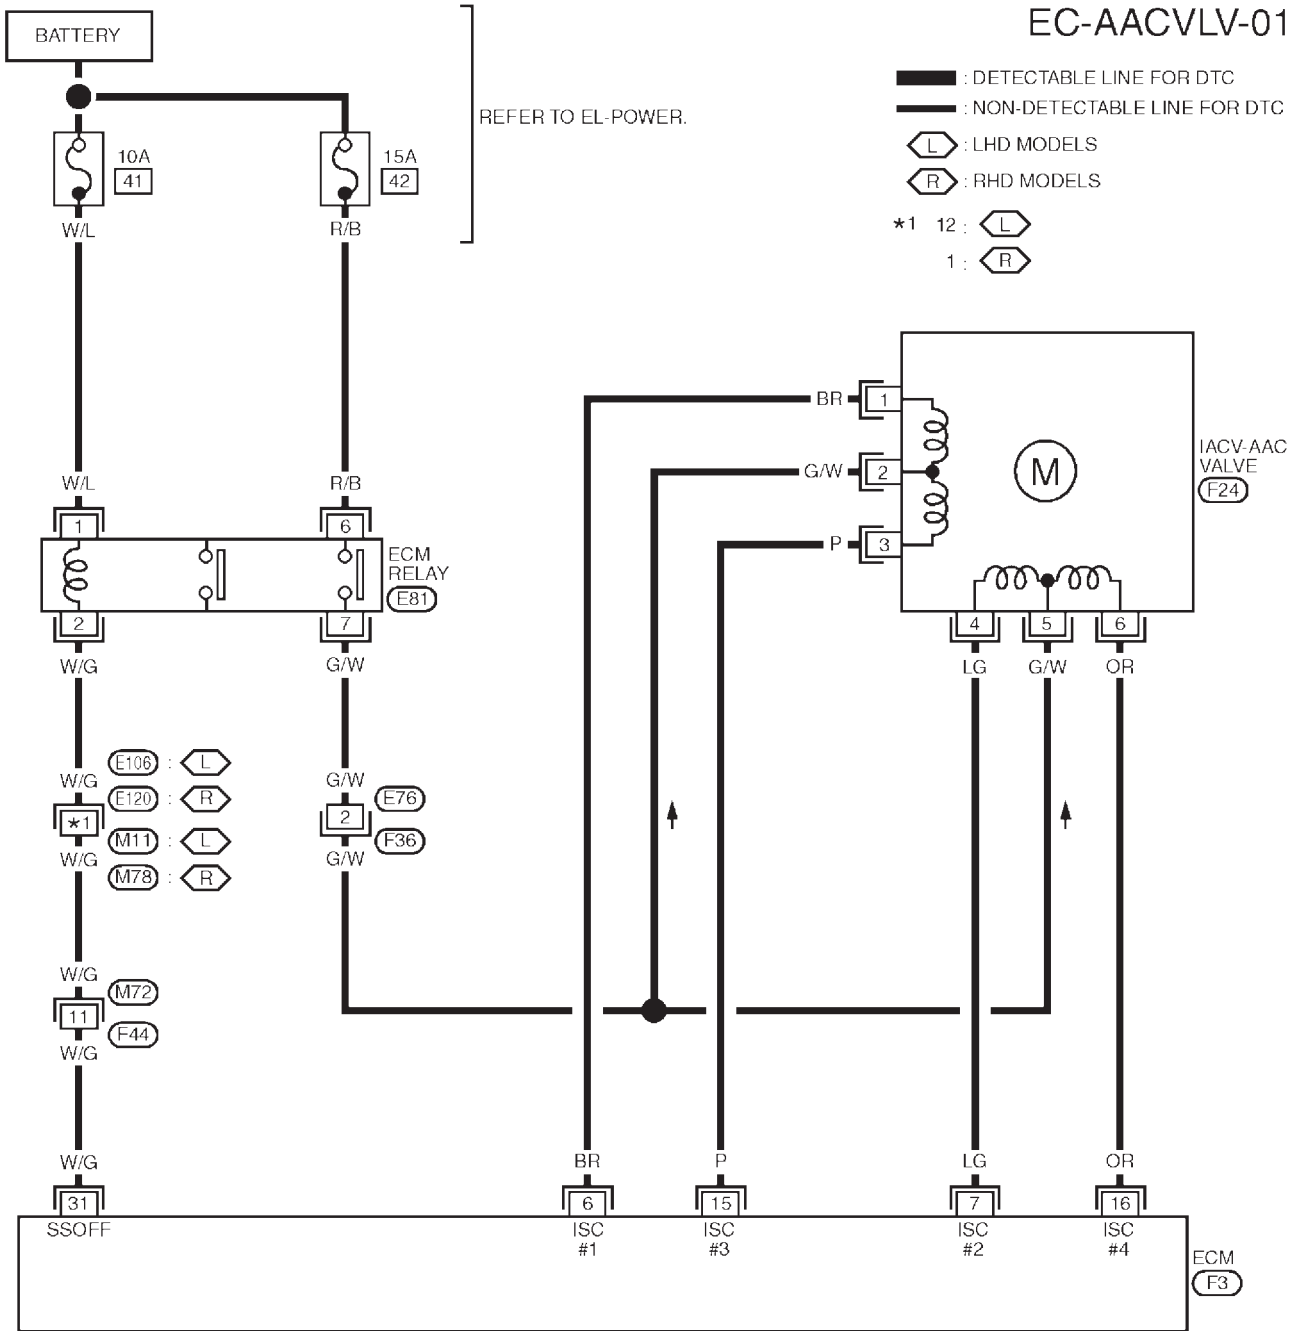 EC-AACVLV-01
BATTERY
: DETECTABLE LINE FOR DTC
: NON-DETECTABLE LINE FOR DTC
L : LHD MODELS
R : RHD MODELS
*1 12 : L
1 : R
REFER TO EL-POWER.
10A
41
15A
42
W/L
R/B
W/L
R/B
1
6
ECM
RELAY
E81
2
7
W/G
G/W
BR
1
G/W
2
P
3
M
IACV-AAC
VALVE
F24
4
5
6
LG
G/W
OR
W/G
E106 : L
E120 : R
*1
M11 : L
M78 : R
W/G
G/W
E76
2
F36
G/W
W/G
M72
11
F44
W/G
W/G
BR
P
LG
OR
31
6
15
7
16
SSOFF
ISC
#1
ISC
#3
ISC
#2
ISC
#4
ECM
F3